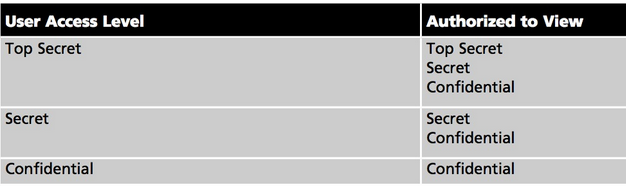 User Access Level Authorized to View
Top Secret Top Secret
Secret
Confidential
Secret Secret
Confidential
Confidential Confidential